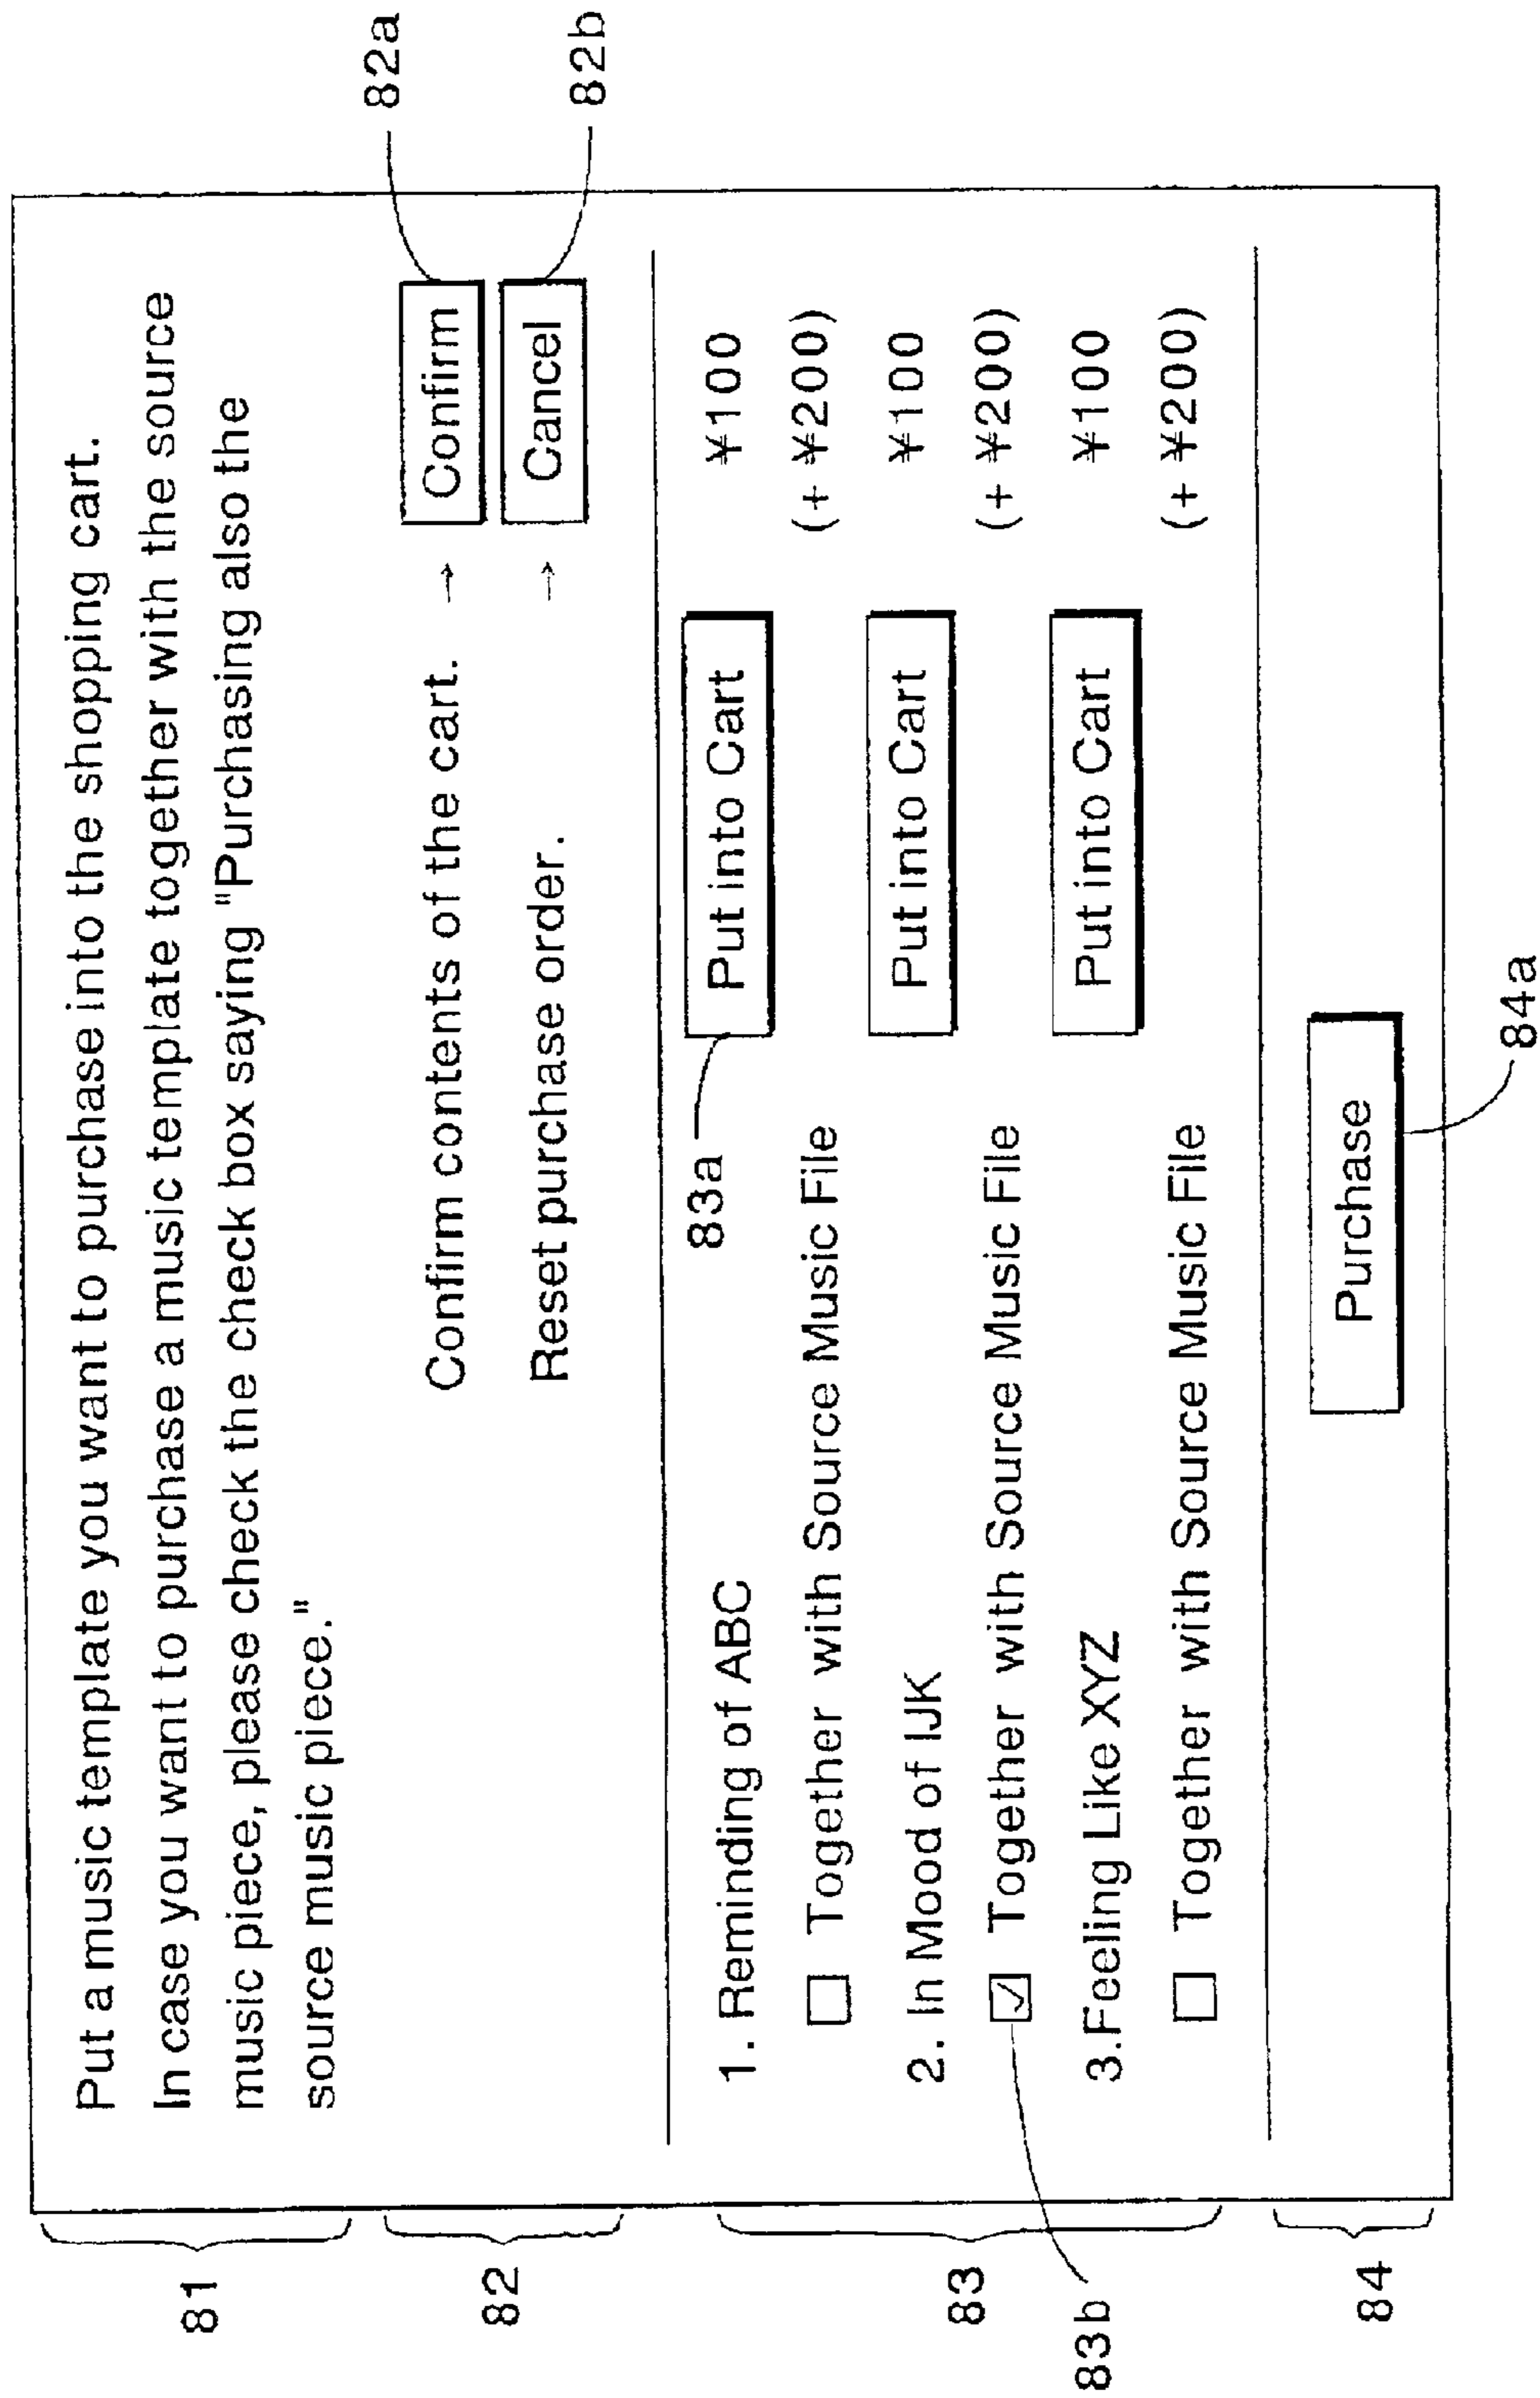 Put a music template you want to purchase into the shopping cart.
In case you want to purchase a music template together with the source
music piece, please check the check box saying "Purchasing also the
source music piece."
81
Confirm contents of the cart. → Confirm
82a
Reset purchase order. → Cancel
82b
82
1. Reminding of ABC Put into Cart ¥100
83a
Together with Source Music File (+ ¥200)
2. In Mood of IJK Put into Cart ¥100
☑ Together with Source Music File (+ ¥200)
83
83b
3.Feeling Like XYZ Put into Cart ¥100
Together with Source Music File (+ ¥200)
Purchase
84
84a